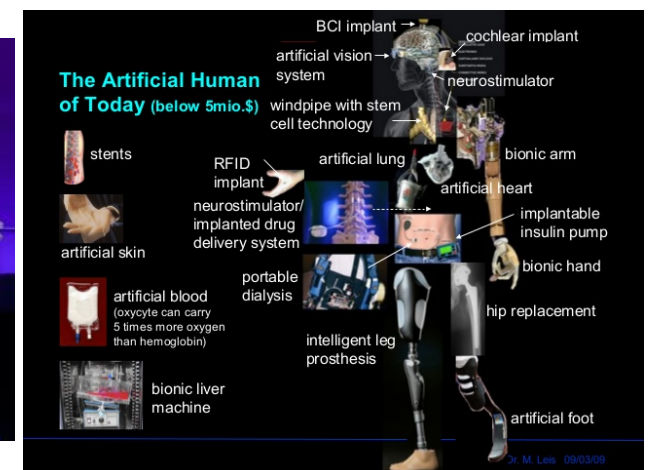 The Artificial Human
of Today (below 5mio.$)
BCI implant
cochlear implant
artificial vision
system
neurostimulator
windpipe with stem
cell technology
stents
RFID
implant
artificial lung
bionic arm
artificial heart
neurostimulator/
implanted drug
delivery system
implantable
insulin pump
artificial skin
bionic hand
portable
dialysis
artificial blood
(oxycyte can carry
5 times more oxygen
than hemoglobin)
hip replacement
intelligent leg
prosthesis
bionic liver
machine
artificial foot
Dr. M. Leis 09/03/09